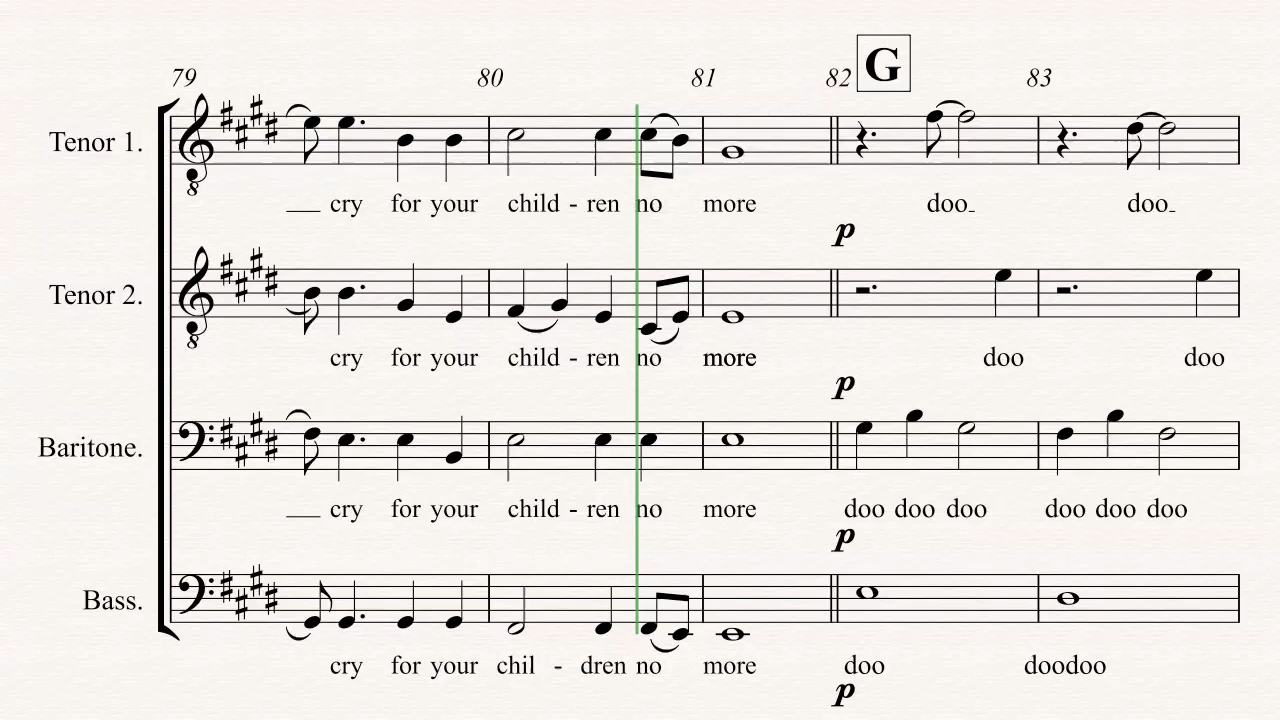 79 80 81 82 G 83
Tenor 1.
cry for your child - ren no more doo doo
p
Tenor 2.
cry for your child - ren no more doo doo
p
Baritone.
cry for your child - ren no more doo doo doo doo doo doo
p
Bass.
cry for your chil - dren no more doo doodoo
p